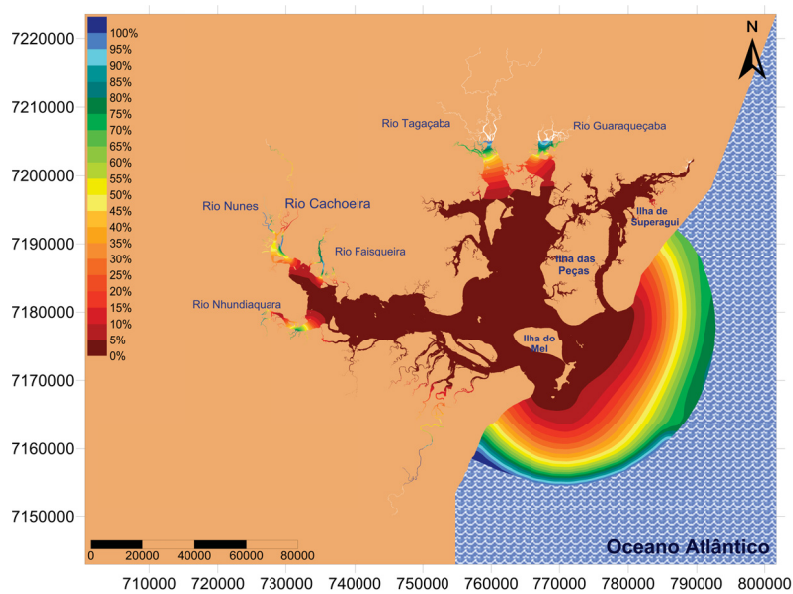 7220000
7210000
7200000
7190000
7180000
7170000
7160000
7150000
100%
95%
90%
85%
80%
75%
70%
65%
60%
55%
50%
45%
40%
35%
30%
25%
20%
15%
10%
5%
0%
N
Rio Tagaçaba
Rio Guaraqueçaba
Rio Nunes
Rio Cachoera
Rio Faisqueira
Rio Nhundiaquara
Ilha de
Superagui
Ilha das
Peças
Ilha do
Mel
Oceano Atlântico
0 20000 40000 60000 80000
710000 720000 730000 740000 750000 760000 770000 780000 790000 800000